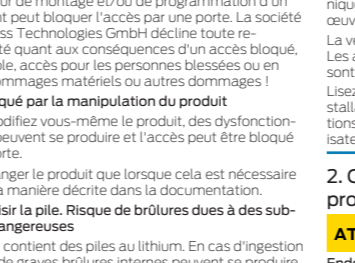 ur de montage et/ou de programmation d'un
nt peut bloquer l'accès par une porte. La société
ss Technologies GmbH décline toute re-
té quant aux conséquences d'un accès bloqué,
ole, accès pour les personnes blessées ou en
ommages matériels ou autres dommages !
qué par la manipulation du produit
odifiez vous-même le produit, des dysfonction-
peuvent se produire et l'accès peut être bloqué
orte.
anger le produit que lorsque cela est nécessaire
a manière décrite dans la documentation.
sir la pile. Risque de brûlures dues à des sub-
angereuses
contient des piles au lithium. En cas d'ingestion
de graves brûlures internes peuvent se produire
nique
œuv
La ve
Les a
sont
Lisez
stalla
tions
isate
2. C
pro
AT